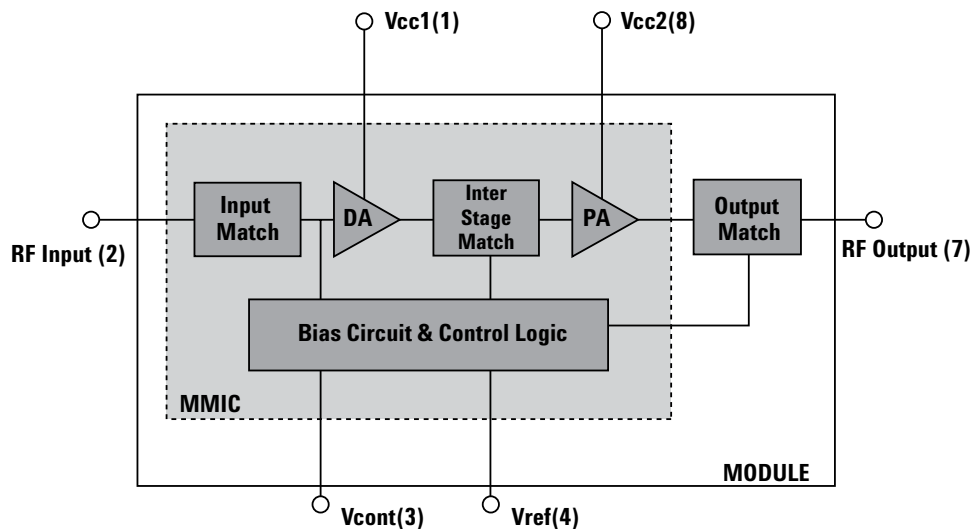 Vcc1(1)
Vcc2(8)
Input
Match
DA
Inter
Stage
Match
PA
Output
Match
RF Input (2)
RF Output (7)
Bias Circuit & Control Logic
MMIC
MODULE
Vcont(3)
Vref(4)